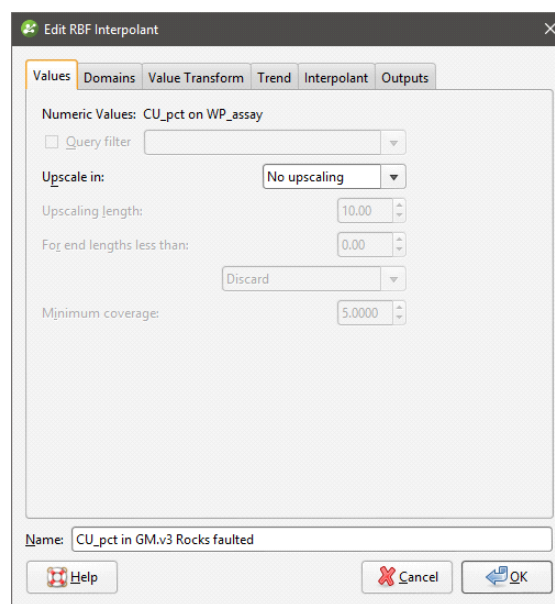 Edit RBF Interpolant
Values Domains Value Transform Trend Interpolant Outputs
Numeric Values: CU_pct on WP_assay
Query filter
Upscale in: No upscaling
Upscaling length: 10.00
For end lengths less than: 0.00
Discard
Minimum coverage: 5.0000
Name: CU_pct in GM.v3 Rocks faulted
Help Cancel OK